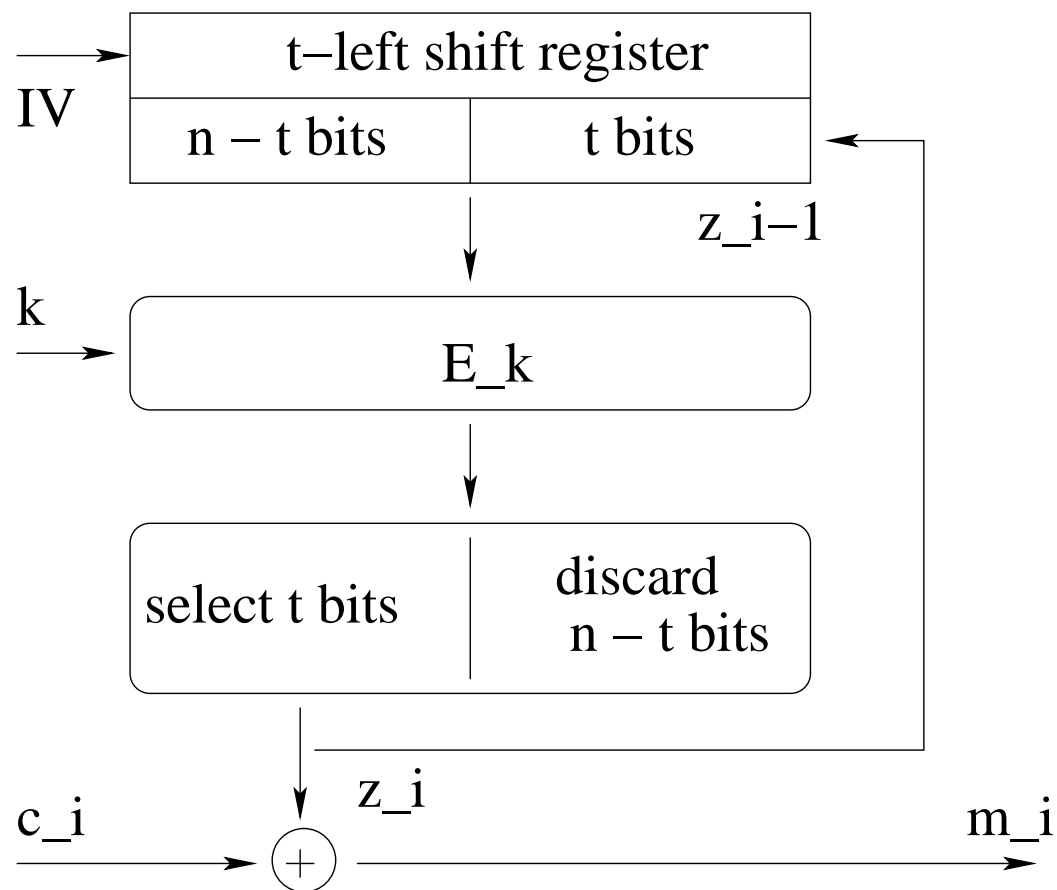 t–left shift register
IV
n – t bits
t bits
z_i–1
k
E_k
select t bits
discard
n – t bits
z_i
c_i
+
m_i